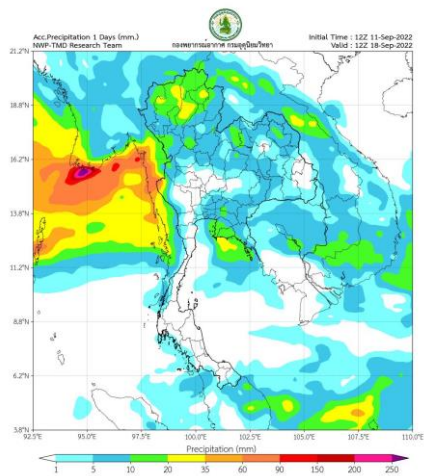 Acc.Precipitation 1 Days (mm.)
NWP-TMD Research Team
กองพยากรณ์อากาศ กรมอุตุนิยมวิทยา
Initial Time : 12Z 11-Sep-2022
Valid : 12Z 18-Sep-2022
21.2°N
18.8°N
16.2°N
13.8°N
11.2°N
8.8°N
6.2°N
3.8°N
92.5°E 95.0°E 97.5°E 100.0°E 102.5°E 105.0°E 107.5°E 110.0°E
Precipitation (mm)
1 5 10 20 35 60 90 150 200 250